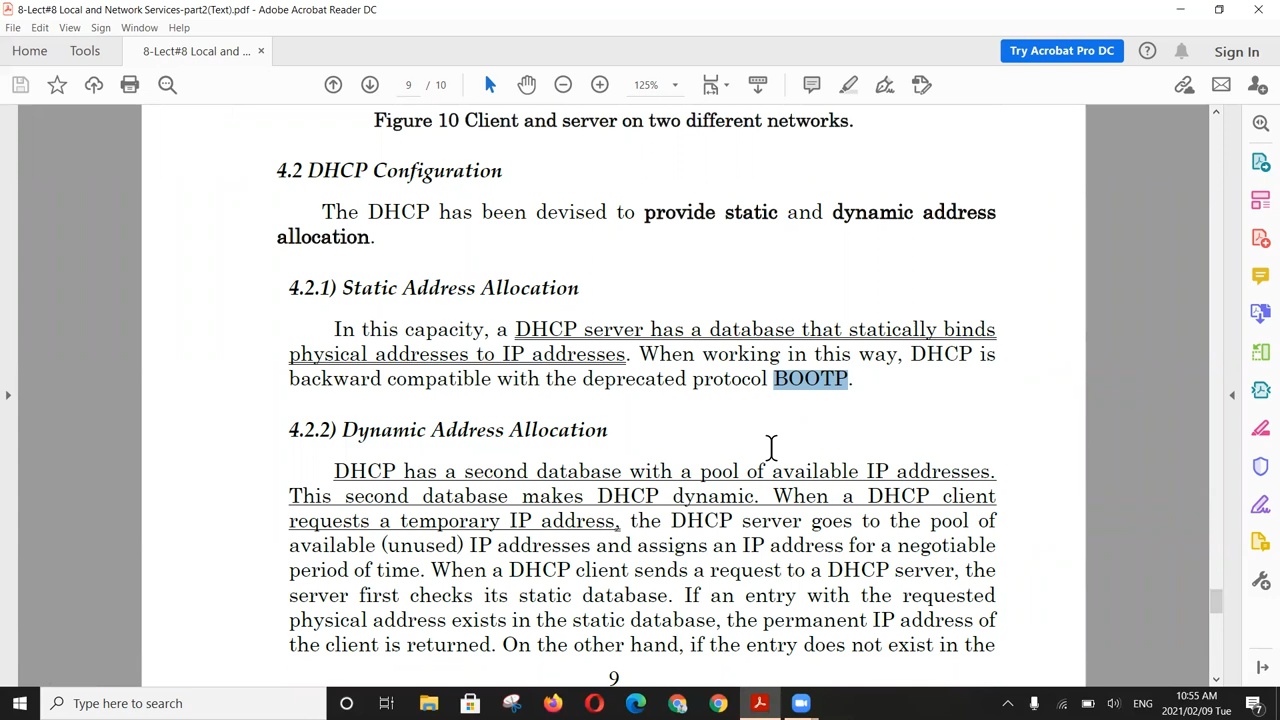 8-Lect#8 Local and Network Services-part2(Text).pdf - Adobe Acrobat Reader DC
File Edit View Sign Window Help
Home Tools 8-Lect#8 Local and ... × Try Acrobat Pro DC Sign In
9 / 10 125%
Figure 10 Client and server on two different networks.
4.2 DHCP Configuration
The DHCP has been devised to provide static and dynamic address
allocation.
4.2.1) Static Address Allocation
In this capacity, a DHCP server has a database that statically binds
physical addresses to IP addresses. When working in this way, DHCP is
backward compatible with the deprecated protocol BOOTP.
4.2.2) Dynamic Address Allocation
DHCP has a second database with a pool of available IP addresses.
This second database makes DHCP dynamic. When a DHCP client
requests a temporary IP address, the DHCP server goes to the pool of
available (unused) IP addresses and assigns an IP address for a negotiable
period of time. When a DHCP client sends a request to a DHCP server, the
server first checks its static database. If an entry with the requested
physical address exists in the static database, the permanent IP address of
the client is returned. On the other hand, if the entry does not exist in the
9
Type here to search
ENG
10:55 AM
2021/02/09 Tue
7